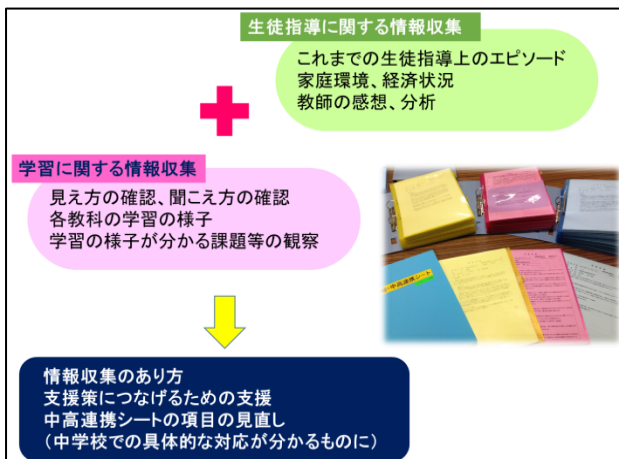 生徒指導に関する情報収集
これまでの生徒指導上のエピソード
家庭環境、経済状況
教師の感想、分析
学習に関する情報収集
見え方の確認、聞こえ方の確認
各教科の学習の様子
学習の様子が分かる課題等の観察
中高連携シート
情報収集のあり方
支援策につなげるための支援
中高連携シートの項目の見直し
(中学校での具体的な対応が分かるものに)